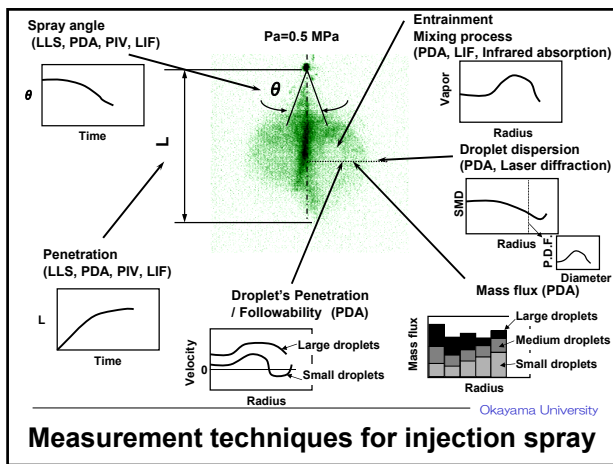 Spray angle
(LLS, PDA, PIV, LIF)
θ
Time
Pa=0.5 MPa
θ
L
Entrainment
Mixing process
(PDA, LIF, Infrared absorption)
Vapor
Radius
Droplet dispersion
(PDA, Laser diffraction)
SMD
Radius
P.D.F.
Diameter
Penetration
(LLS, PDA, PIV, LIF)
L
Time
Droplet's Penetration
/ Followability (PDA)
Velocity
0
Large droplets
Small droplets
Radius
Mass flux (PDA)
Mass flux
Large droplets
Medium droplets
Small droplets
Radius
Okayama University
Measurement techniques for injection spray